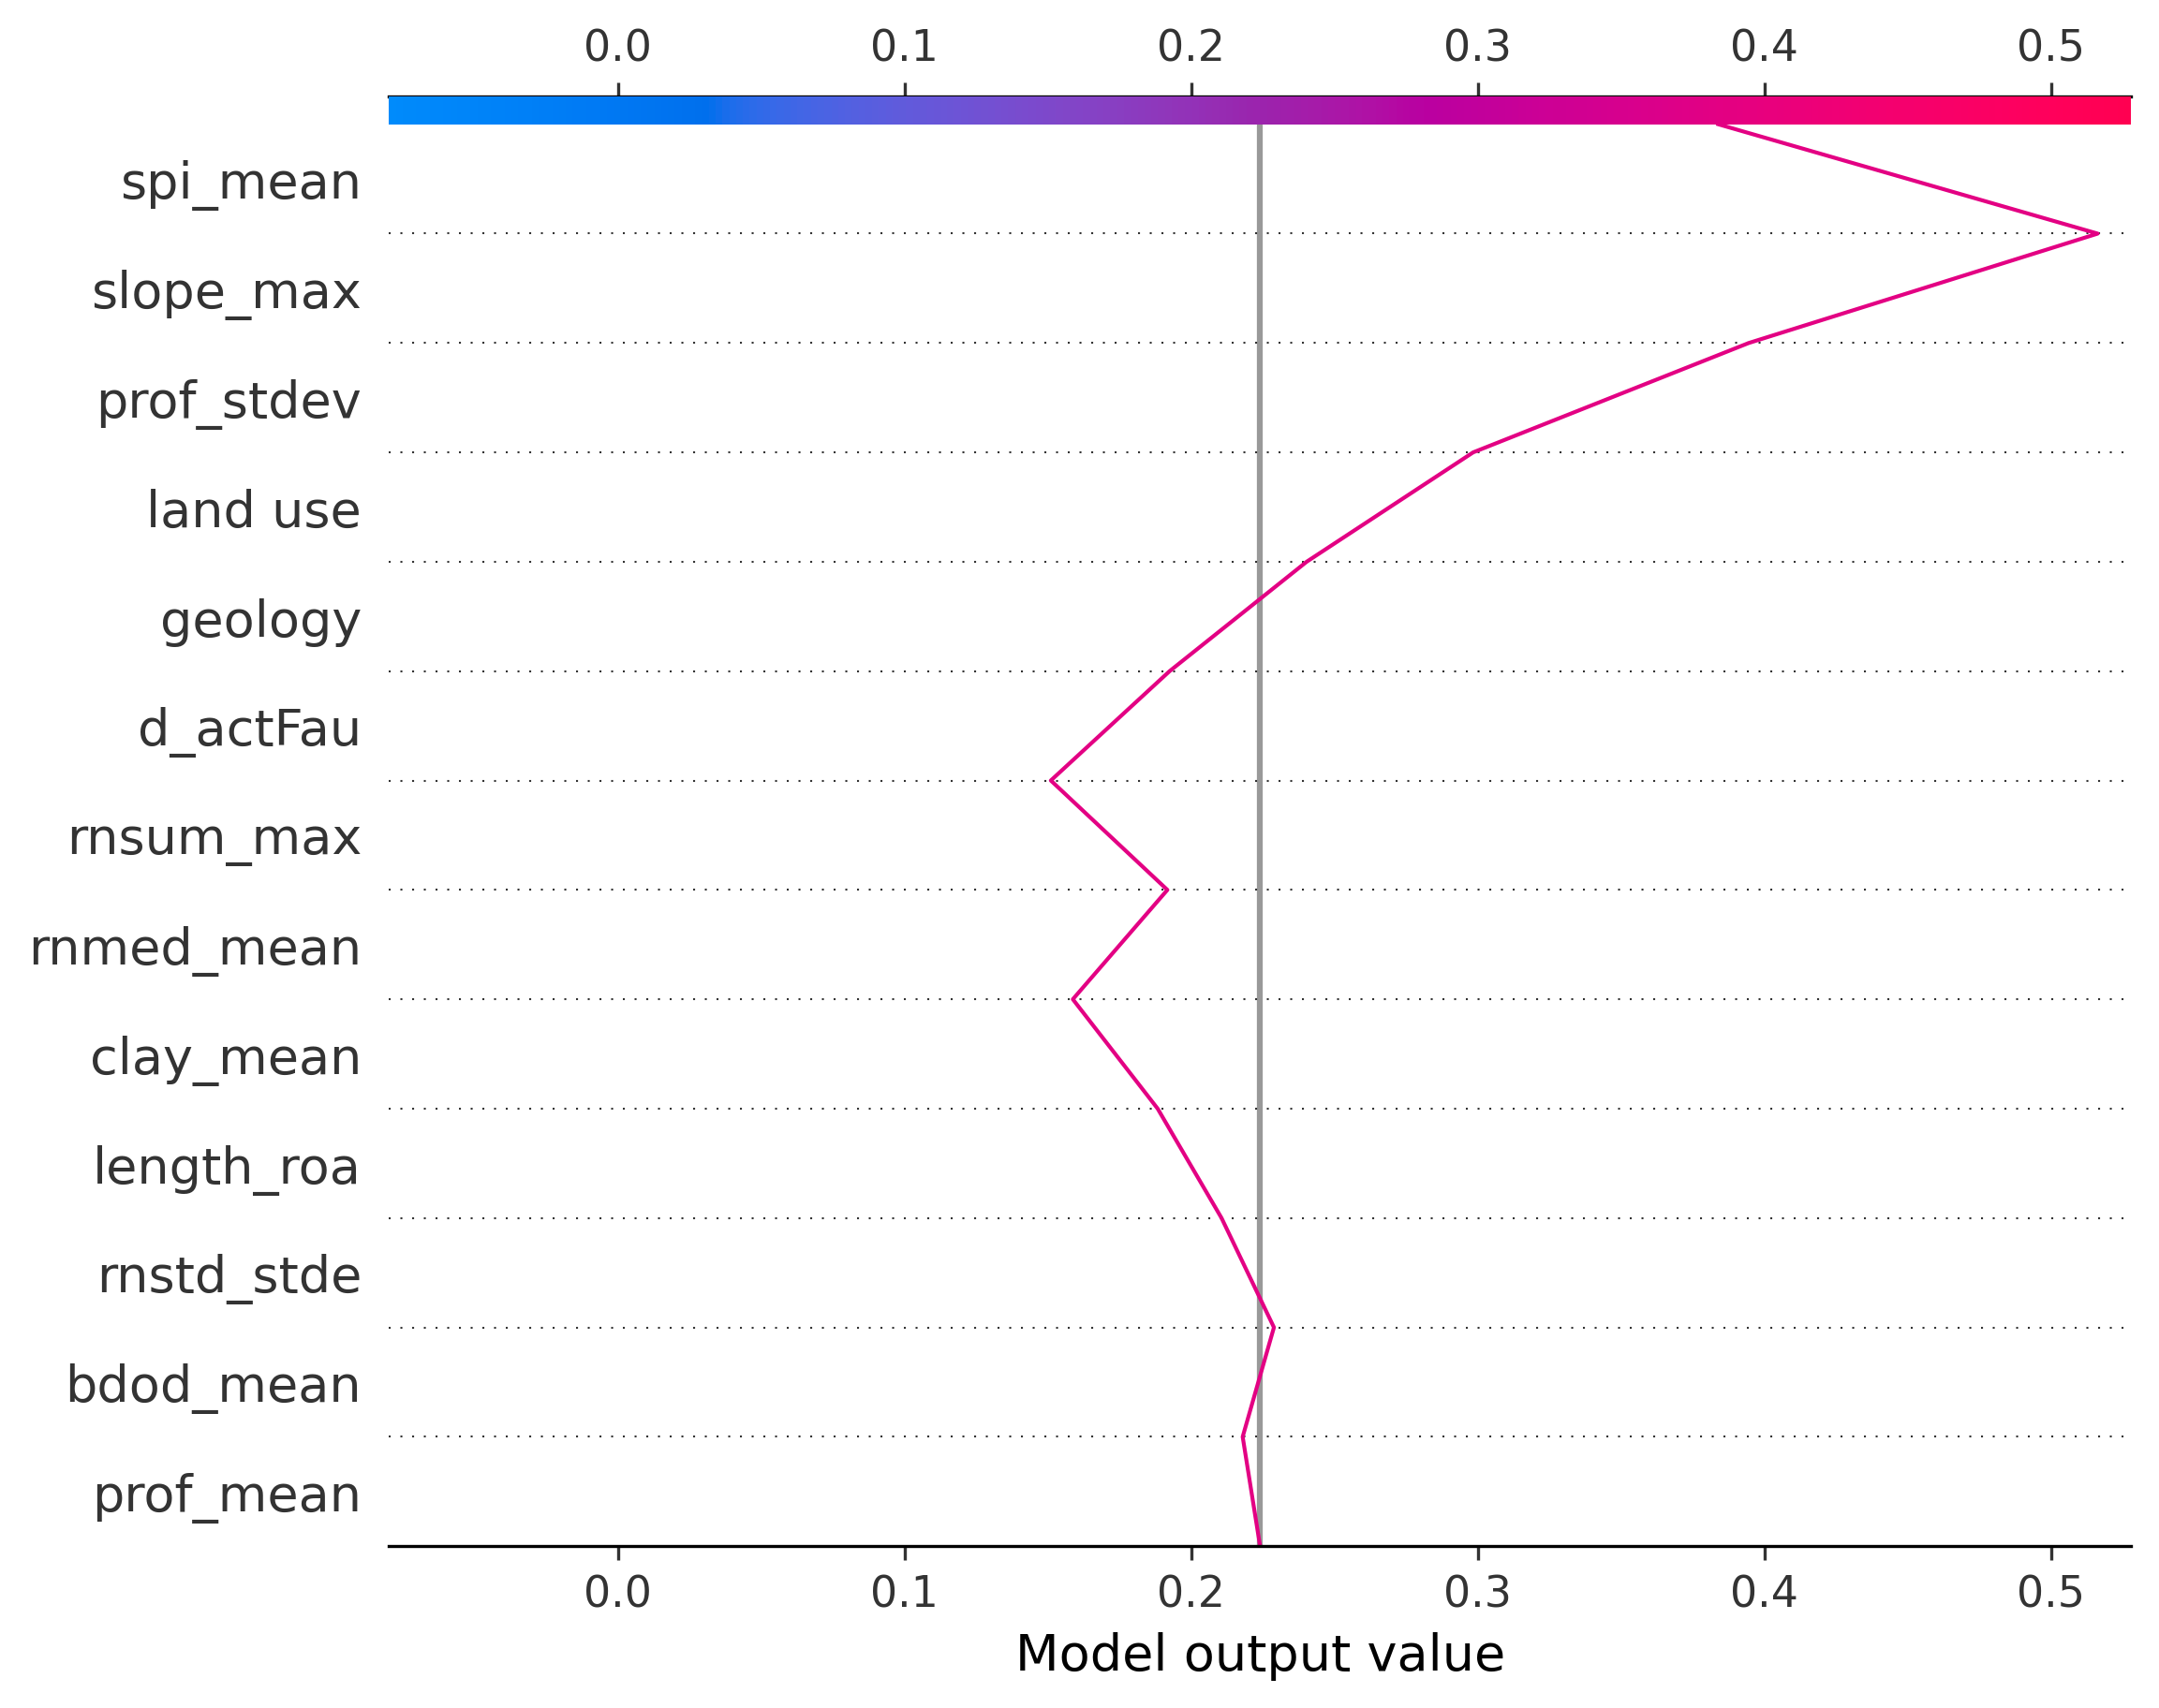 0.0 0.1 0.2 0.3 0.4 0.5
spi_mean
slope_max
prof_stdev
land use
geology
d_actFau
rnsum_max
rnmed_mean
clay_mean
length_roa
rnstd_stde
bdod_mean
prof_mean
0.0 0.1 0.2 0.3 0.4 0.5
Model output value